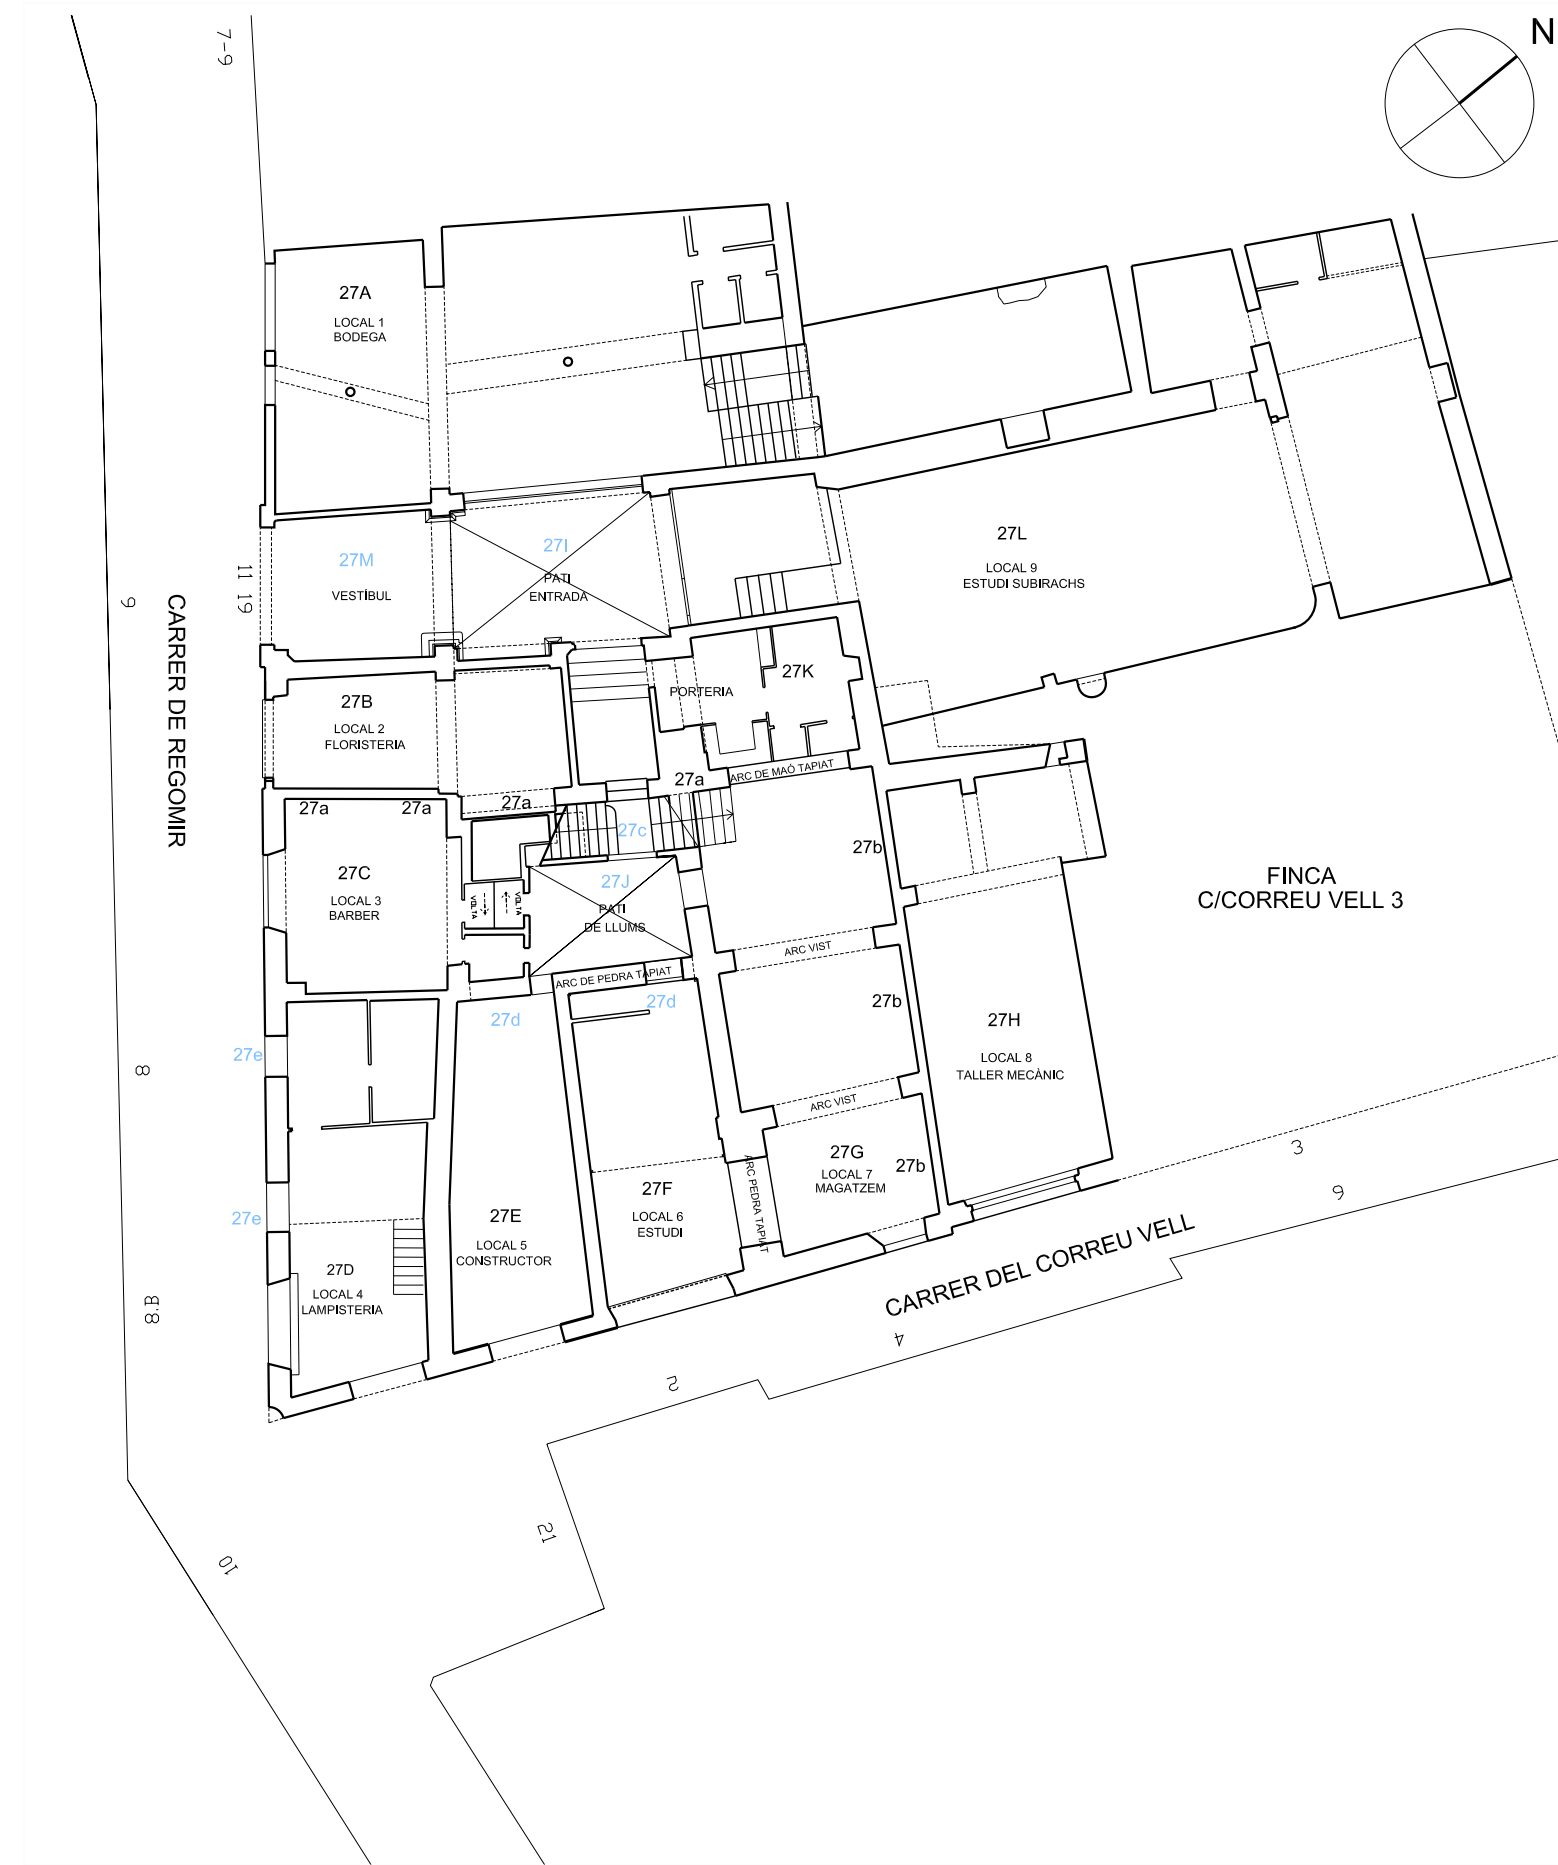 N
7-9
27A
LOCAL 1
BODEGA
27M
VESTÍBUL
27I
PATI
ENTRADA
27L
LOCAL 9
ESTUDI SUBIRACHS
11 19
9
CARRER DE REGOMIR
27B
LOCAL 2
FLORISTERIA
PORTERIA
27K
ARC DE MAÓ TAPIAT
27a
27a
27a
27a
27c
27b
27C
LOCAL 3
BARBER
VOLTA
VOLTA
27J
PATI
DE LLUMS
FINCA
C/CORREU VELL 3
ARC VIST
ARC DE PEDRA TAPIAT
27d
27d
27b
27H
LOCAL 8
TALLER MECÀNIC
27e
8
ARC VIST
27G
LOCAL 7
MAGATZEM
27b
ARC PEDRA TAPIAT
3
6
27F
LOCAL 6
ESTUDI
27e
27E
LOCAL 5
CONSTRUCTOR
27D
LOCAL 4
LAMPISTERIA
CARRER DEL CORREU VELL
8.B
4
2
21
10